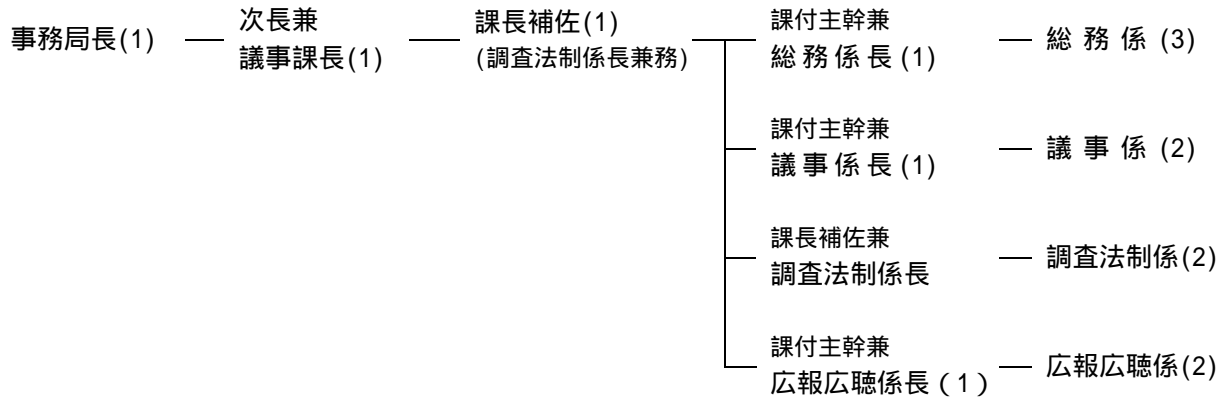 事務局長(1)
次長兼
議事課長(1)
課長補佐(1)
(調査法制係長兼務)
課付主幹兼
総務係長(1)
総務係(3)
課付主幹兼
議事係長(1)
議事係(2)
課長補佐兼
調査法制係長
調査法制係(2)
課付主幹兼
広報広聴係長(1)
広報広聴係(2)